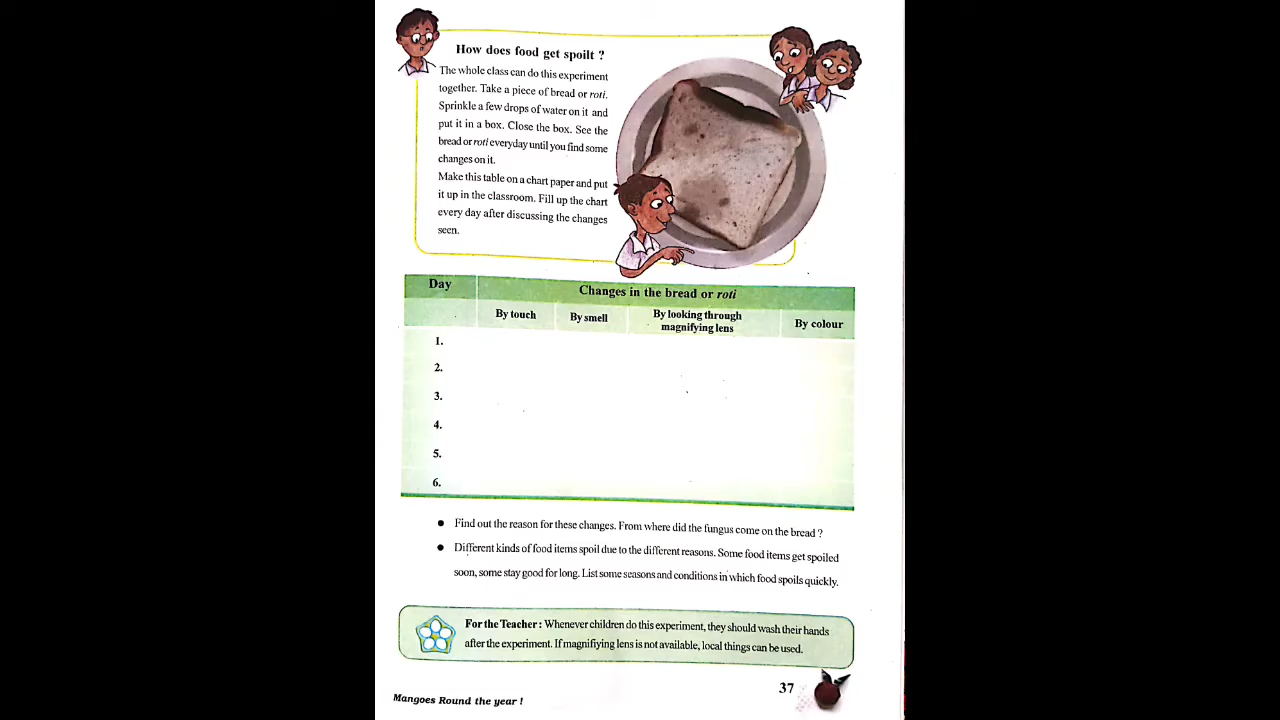 How does food get spoilt ?
The whole class can do this experiment
together. Take a piece of bread or roti.
Sprinkle a few drops of water on it and
put it in a box. Close the box. See the
bread or roti everyday until you find some
changes on it.
Make this table on a chart paper and put
it up in the classroom. Fill up the chart
every day after discussing the changes
seen.
Day
Changes in the bread or roti
By touch
By smell
By looking through
magnifying lens
By colour
1.
2.
3.
4.
5.
6.
● Find out the reason for these changes. From where did the fungus come on the bread ?
● Different kinds of food items spoil due to the different reasons. Some food items get spoiled
soon, some stay good for long. List some seasons and conditions in which food spoils quickly.
For the Teacher : Whenever children do this experiment, they should wash their hands
after the experiment. If magnifiying lens is not available, local things can be used.
37
Mangoes Round the year !